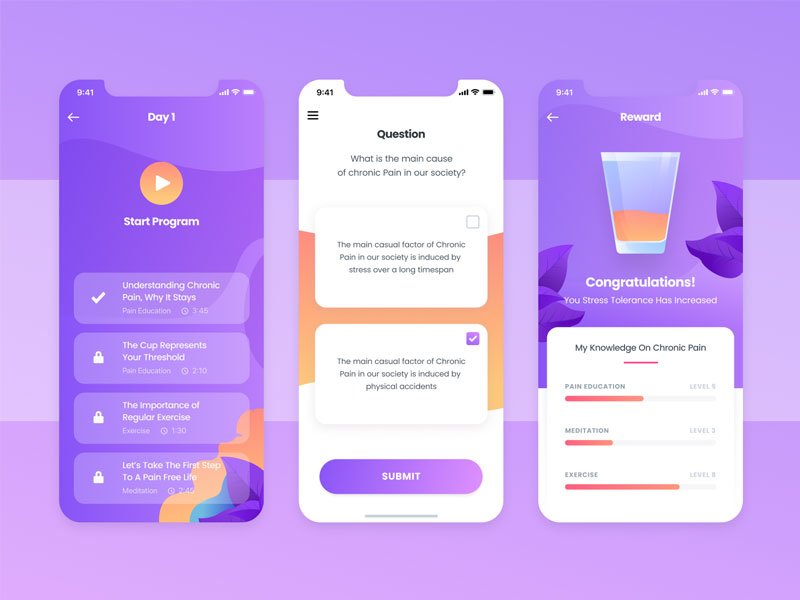 9:41
Day 1
Start Program
Understanding Chronic
Pain, Why It Stays
Pain Education 3:45
The Cup Represents
Your Threshold
Pain Education 2:10
The Importance of
Regular Exercise
Exercise 1:30
Let's Take The First Step
To A Pain Free Life
Meditation 2:45
9:41
Question
What is the main cause
of chronic Pain in our society?
The main casual factor of Chronic
Pain in our society is induced by
stress over a long timespan
The main casual factor of Chronic
Pain in our society is induced by
physical accidents
SUBMIT
9:41
Reward
Congratulations!
You Stress Tolerance Has Increased
My Knowledge On Chronic Pain
PAIN EDUCATION LEVEL 5
MEDITATION LEVEL 3
EXERCISE LEVEL 8